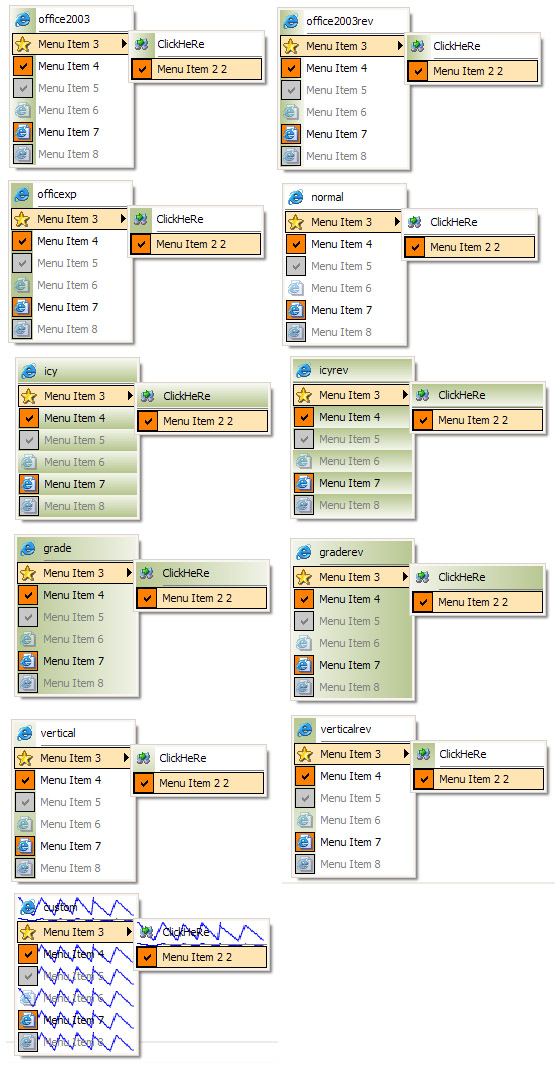 office2003
Menu Item 3
Menu Item 4
Menu Item 5
Menu Item 6
Menu Item 7
Menu Item 8
ClickHeRe
Menu Item 2 2
office2003rev
Menu Item 3
Menu Item 4
Menu Item 5
Menu Item 6
Menu Item 7
Menu Item 8
ClickHeRe
Menu Item 2 2
officexp
Menu Item 3
Menu Item 4
Menu Item 5
Menu Item 6
Menu Item 7
Menu Item 8
ClickHeRe
Menu Item 2 2
normal
Menu Item 3
Menu Item 4
Menu Item 5
Menu Item 6
Menu Item 7
Menu Item 8
ClickHeRe
Menu Item 2 2
icy
Menu Item 3
Menu Item 4
Menu Item 5
Menu Item 6
Menu Item 7
Menu Item 8
ClickHeRe
Menu Item 2 2
icyrev
Menu Item 3
Menu Item 4
Menu Item 5
Menu Item 6
Menu Item 7
Menu Item 8
ClickHeRe
Menu Item 2 2
grade
Menu Item 3
Menu Item 4
Menu Item 5
Menu Item 6
Menu Item 7
Menu Item 8
ClickHeRe
Menu Item 2 2
graderev
Menu Item 3
Menu Item 4
Menu Item 5
Menu Item 6
Menu Item 7
Menu Item 8
ClickHeRe
Menu Item 2 2
vertical
Menu Item 3
Menu Item 4
Menu Item 5
Menu Item 6
Menu Item 7
Menu Item 8
ClickHeRe
Menu Item 2 2
verticalrev
Menu Item 3
Menu Item 4
Menu Item 5
Menu Item 6
Menu Item 7
Menu Item 8
ClickHeRe
Menu Item 2 2
custom
Menu Item 3
Menu Item 4
Menu Item 5
Menu Item 6
Menu Item 7
Menu Item 8
ClickHeRe
Menu Item 2 2